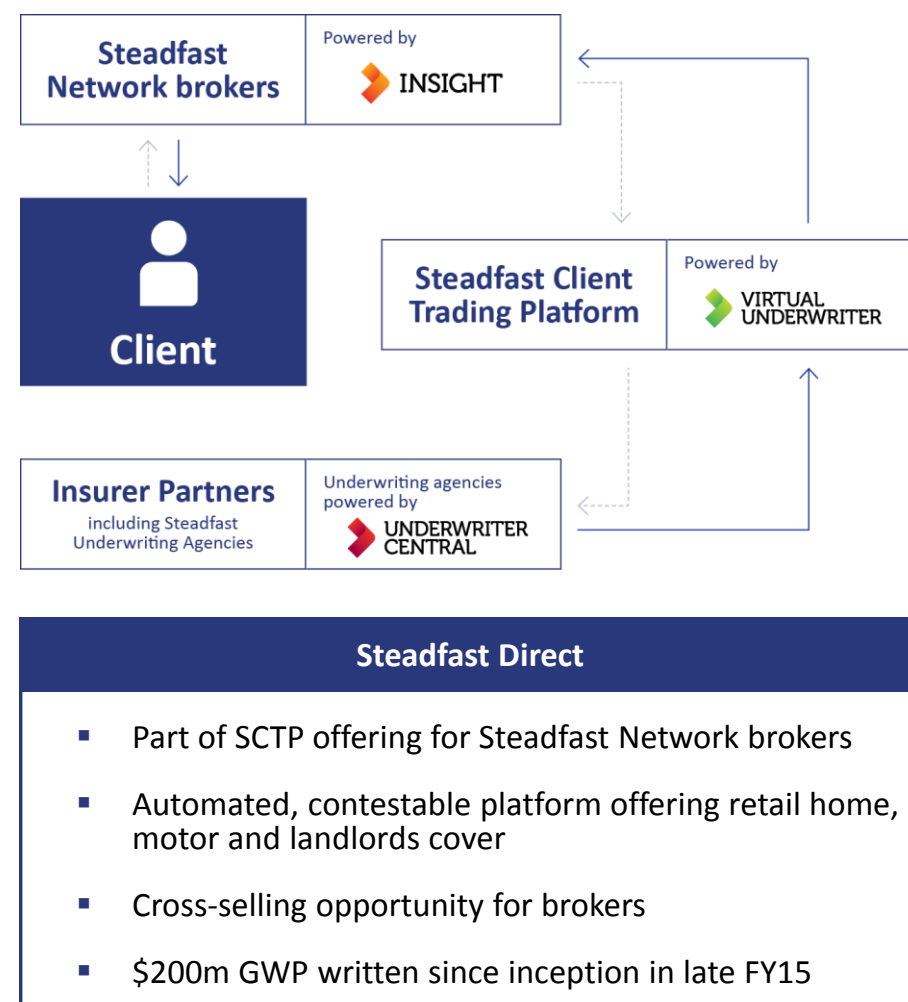 Steadfast
Network brokers
Powered by
INSIGHT
Client
Steadfast Client
Trading Platform
Powered by
VIRTUAL
UNDERWRITER
Insurer Partners
including Steadfast
Underwriting Agencies
Underwriting agencies
powered by
UNDERWRITER
CENTRAL
Steadfast Direct
▪ Part of SCTP offering for Steadfast Network brokers
▪ Automated, contestable platform offering retail home,
motor and landlords cover
▪ Cross-selling opportunity for brokers
▪ $200m GWP written since inception in late FY15